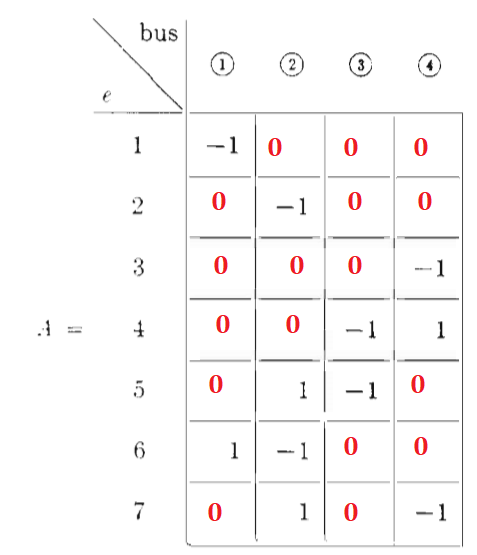 bus
e ① ② ③ ④
1 −1 0 0 0
2 0 −1 0 0
3 0 0 0 −1
A = 4 0 0 −1 1
5 0 1 −1 0
6 1 −1 0 0
7 0 1 0 −1